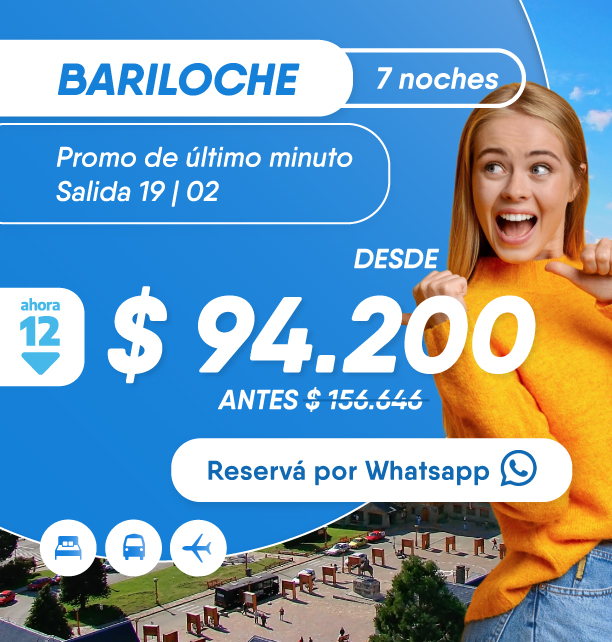 BARILOCHE
7 noches
Promo de último minuto
Salida 19 | 02
DESDE
ahora
12
$ 94.200
ANTES $ 156.646
Reservá por Whatsapp